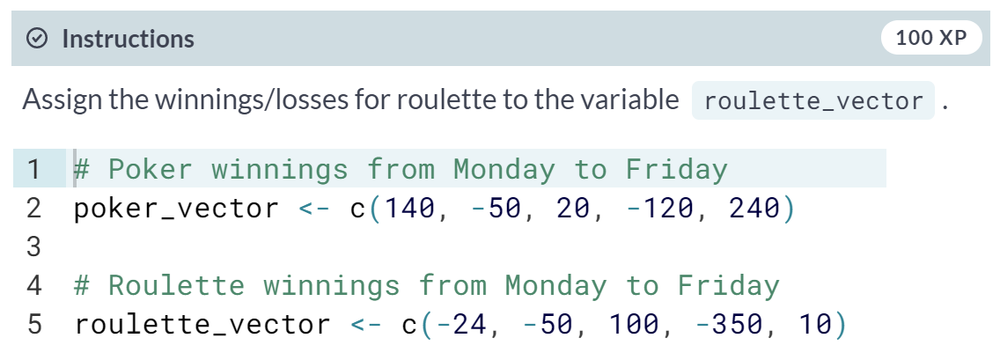 Instructions 100 XP
Assign the winnings/losses for roulette to the variable roulette_vector .
1 # Poker winnings from Monday to Friday
2 poker_vector <- c(140, -50, 20, -120, 240)
3
4 # Roulette winnings from Monday to Friday
5 roulette_vector <- c(-24, -50, 100, -350, 10)